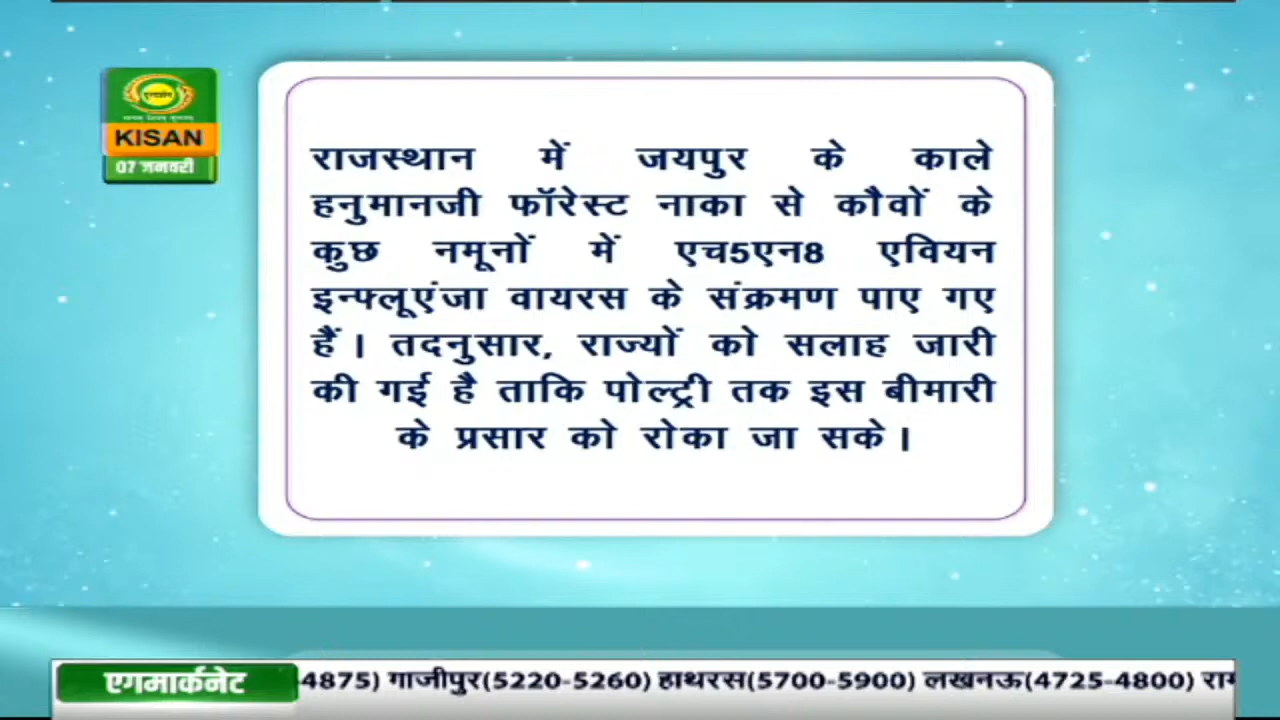 KISAN
07 जनवरी
राजस्थान में जयपुर के काले
हनुमानजी फॉरेस्ट नाका से कौवों के
कुछ नमूनों में एच5एन8 एवियन
इन्फ्लूएंजा वायरस के संक्रमण पाए गए
हैं। तदनुसार, राज्यों को सलाह जारी
की गई है ताकि पोल्ट्री तक इस बीमारी
के प्रसार को रोका जा सके।
एगमार्कनेट
4875) गाजीपुर(5220-5260) हाथरस(5700-5900) लखनऊ(4725-4800)